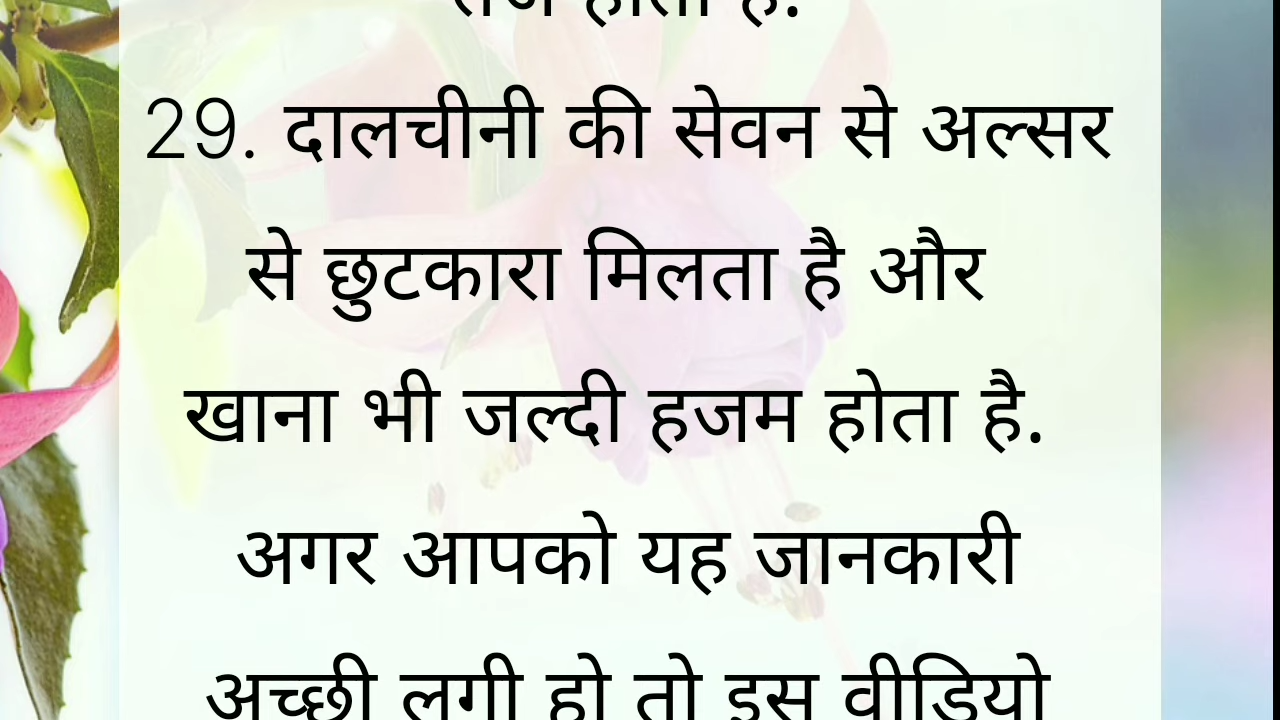 तेज होता है.
29. दालचीनी की सेवन से अल्सर
से छुटकारा मिलता है और
खाना भी जल्दी हजम होता है.
अगर आपको यह जानकारी
अच्छी लगी हो तो इस वीडियो